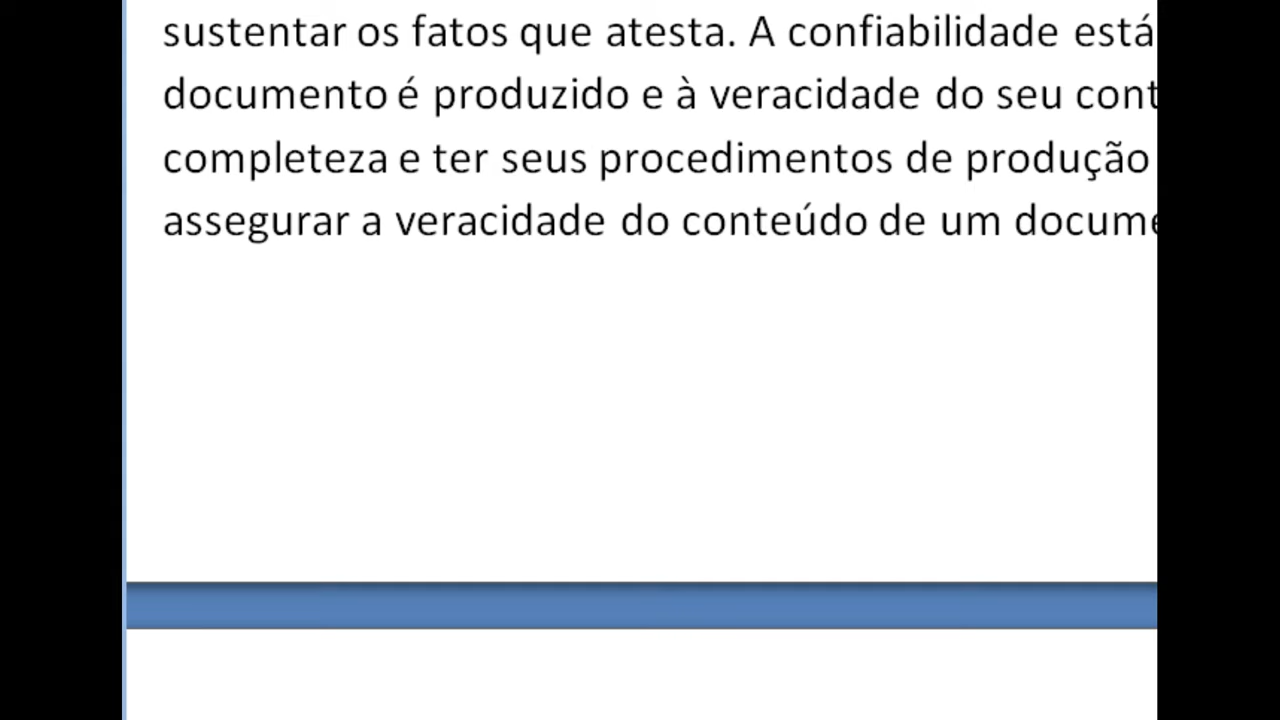 sustentar os fatos que atesta. A confiabilidade está
documento é produzido e à veracidade do seu cont
completeza e ter seus procedimentos de produção
assegurar a veracidade do conteúdo de um docume